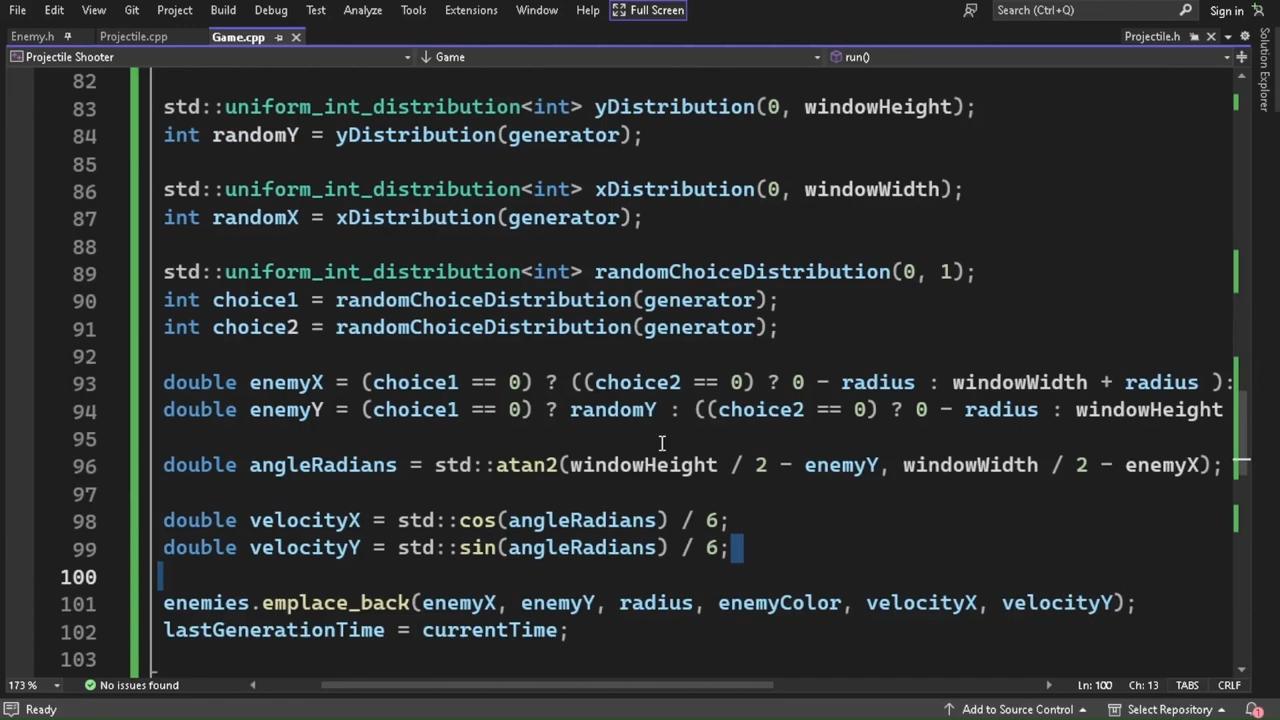 File Edit View Git Project Build Debug Test Analyze Tools Extensions Window Help Full Screen Search (Ctrl+Q) Sign in
Enemy.h Projectile.cpp Game.cpp Projectile.h
Projectile Shooter Game run()
82
83 std::uniform_int_distribution<int> yDistribution(0, windowHeight);
84 int randomY = yDistribution(generator);
85
86 std::uniform_int_distribution<int> xDistribution(0, windowWidth);
87 int randomX = xDistribution(generator);
88
89 std::uniform_int_distribution<int> randomChoiceDistribution(0, 1);
90 int choice1 = randomChoiceDistribution(generator);
91 int choice2 = randomChoiceDistribution(generator);
92
93 double enemyX = (choice1 == 0) ? ((choice2 == 0) ? 0 - radius : windowWidth + radius ):
94 double enemyY = (choice1 == 0) ? randomY : ((choice2 == 0) ? 0 - radius : windowHeight
95
96 double angleRadians = std::atan2(windowHeight / 2 - enemyY, windowWidth / 2 - enemyX);
97
98 double velocityX = std::cos(angleRadians) / 6;
99 double velocityY = std::sin(angleRadians) / 6;
100
101 enemies.emplace_back(enemyX, enemyY, radius, enemyColor, velocityX, velocityY);
102 lastGenerationTime = currentTime;
103
173 % No issues found Ln: 100 Ch: 13 TABS CRLF
Ready Add to Source Control Select Repository 1
Solution Explorer